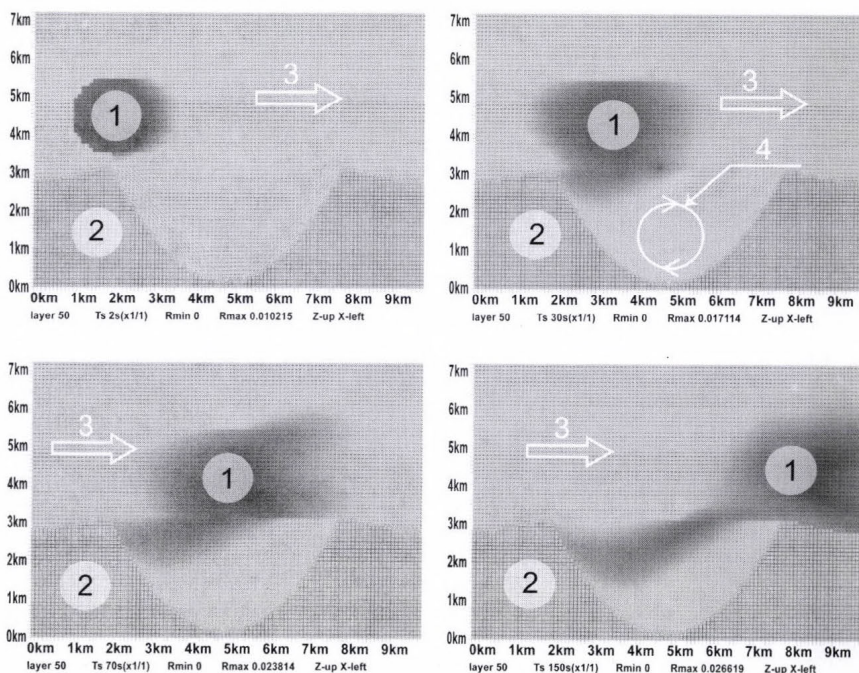 7km
6km
5km
4km
3km
2km
1km
0km
3
1
2
0km 1km 2km 3km 4km 5km 6km 7km 8km 9km
layer 50 Ts 2s(x1/1) Rmin 0 Rmax 0.010215 Z-up X-left
7km
6km
5km
4km
3km
2km
1km
0km
3
1
4
2
0km 1km 2km 3km 4km 5km 6km 7km 8km 9km
layer 50 Ts 30s(x1/1) Rmin 0 Rmax 0.017114 Z-up X-left
7km
6km
5km
4km
3km
2km
1km
0km
3
1
2
0km 1km 2km 3km 4km 5km 6km 7km 8km 9km
layer 50 Ts 70s(x1/1) Rmin 0 Rmax 0.023814 Z-up X-left
7km
6km
5km
4km
3km
2km
1km
0km
3
1
2
0km 1km 2km 3km 4km 5km 6km 7km 8km 9km
layer 50 Ts 150s(x1/1) Rmin 0 Rmax 0.026619 Z-up X-left